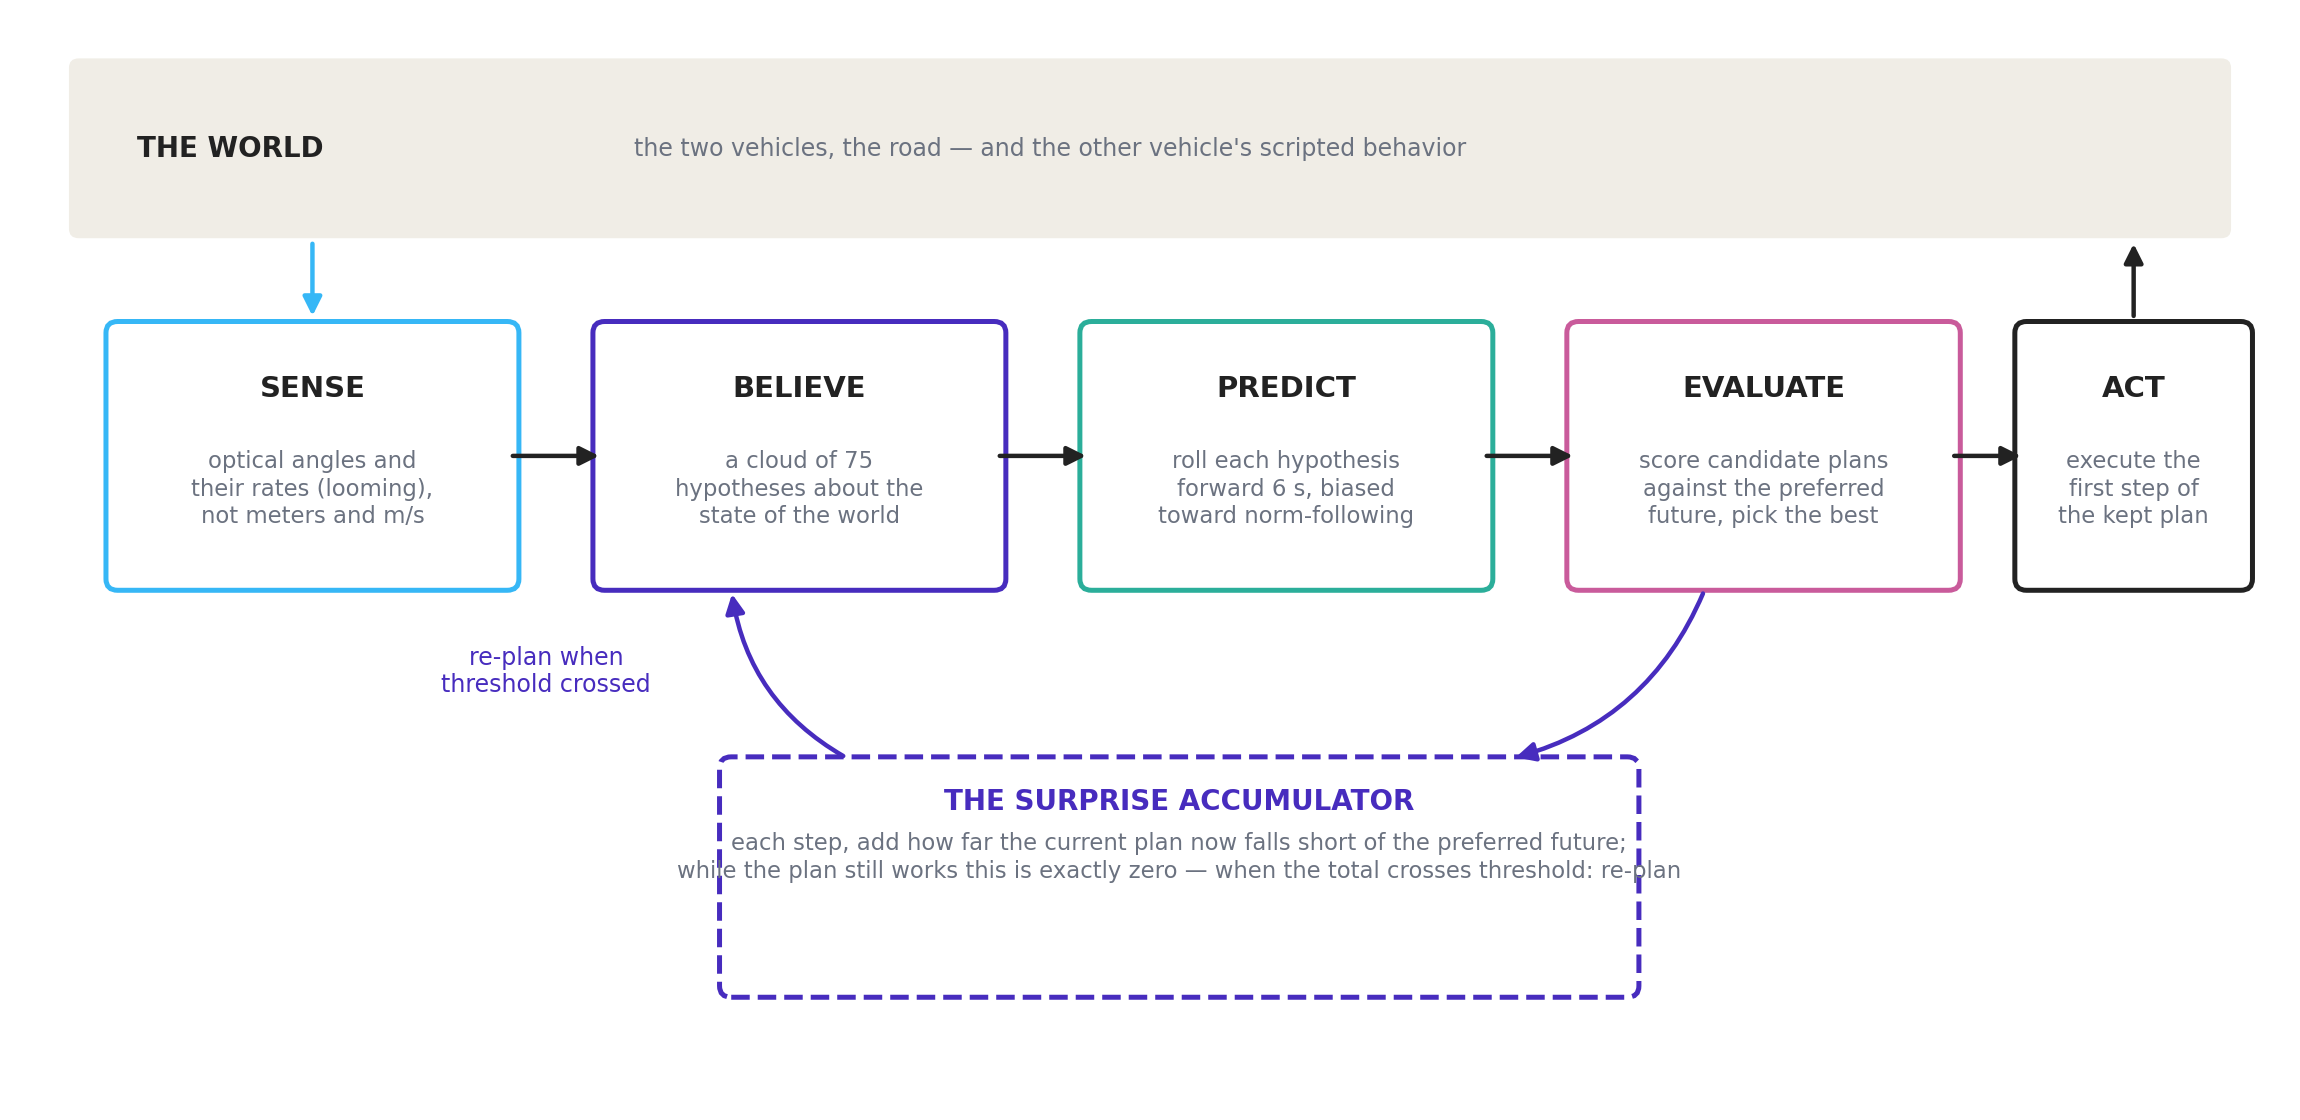 THE WORLD
the two vehicles, the road — and the other vehicle's scripted behavior
SENSE
optical angles and
their rates (looming),
not meters and m/s
BELIEVE
a cloud of 75
hypotheses about the
state of the world
PREDICT
roll each hypothesis
forward 6 s, biased
toward norm-following
EVALUATE
score candidate plans
against the preferred
future, pick the best
ACT
execute the
first step of
the kept plan
re-plan when
threshold crossed
THE SURPRISE ACCUMULATOR
each step, add how far the current plan now falls short of the preferred future;
while the plan still works this is exactly zero — when the total crosses threshold: re-plan